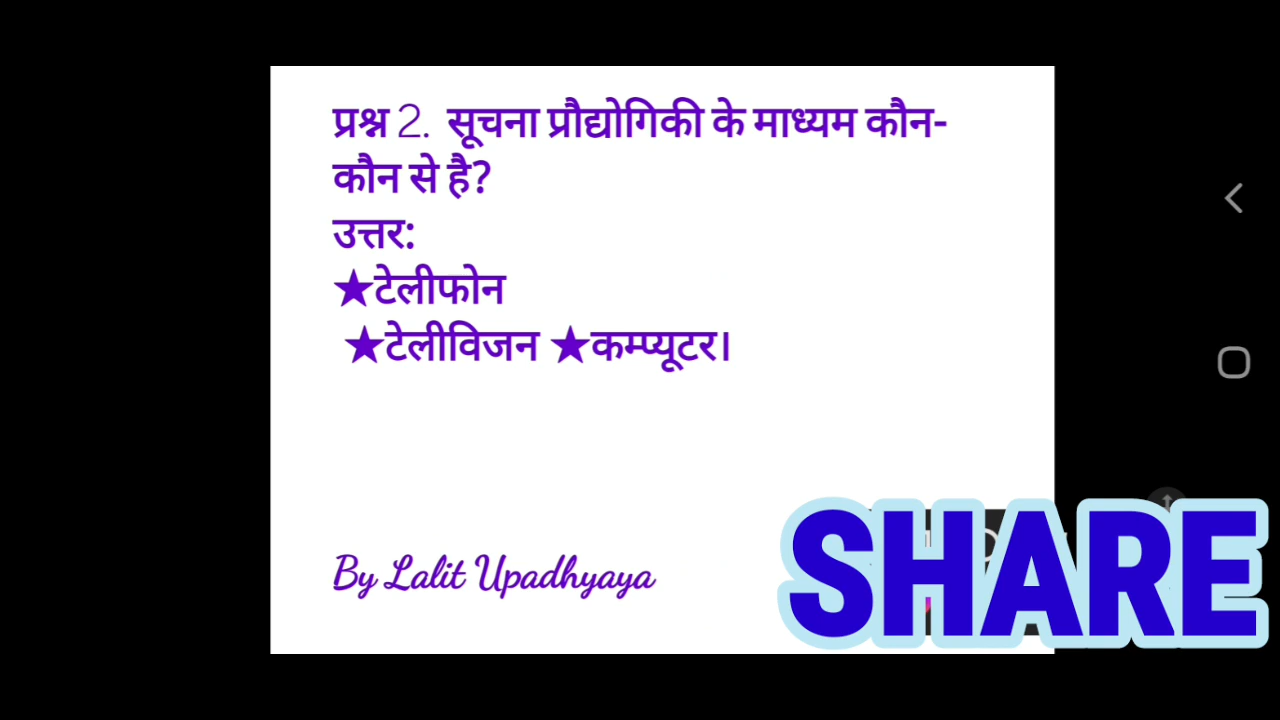 प्रश्न 2. सूचना प्रौद्योगिकी के माध्यम कौन-
कौन से है?
उत्तर:
★टेलीफोन
★टेलीविजन ★कम्प्यूटर।
By Lalit Upadhyaya
SHARE